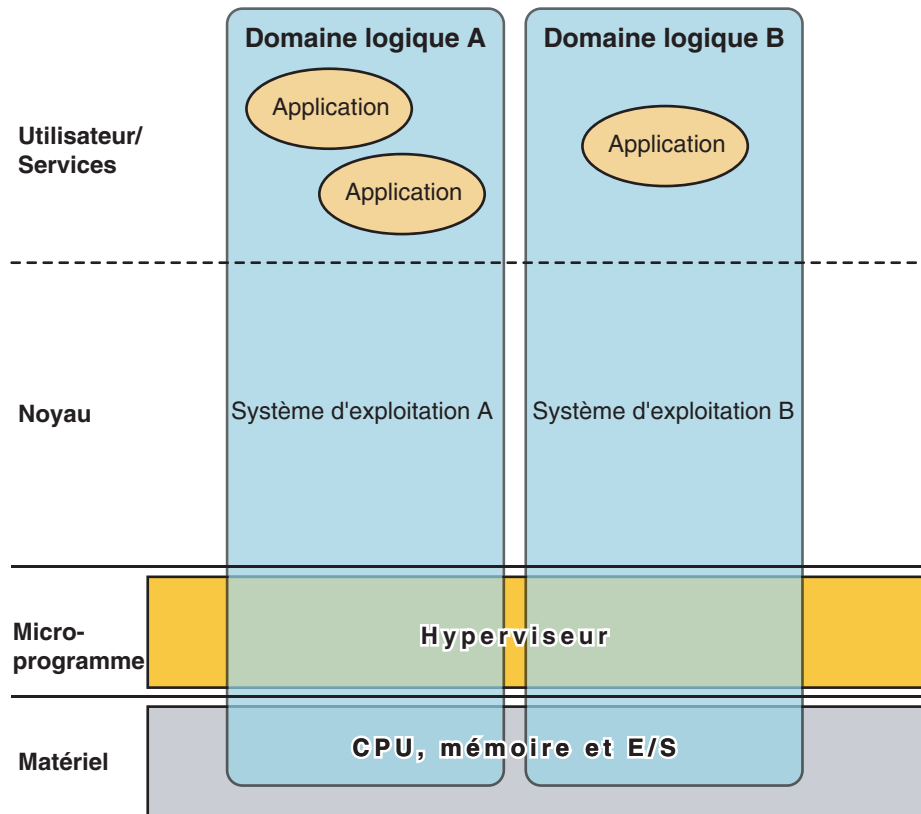 Domaine logique A
Domaine logique B
Application
Application
Application
Utilisateur/
Services
Noyau
Système d'exploitation A
Système d'exploitation B
Micro-
programme
Hyperviseur
Matériel
CPU, mémoire et E/S